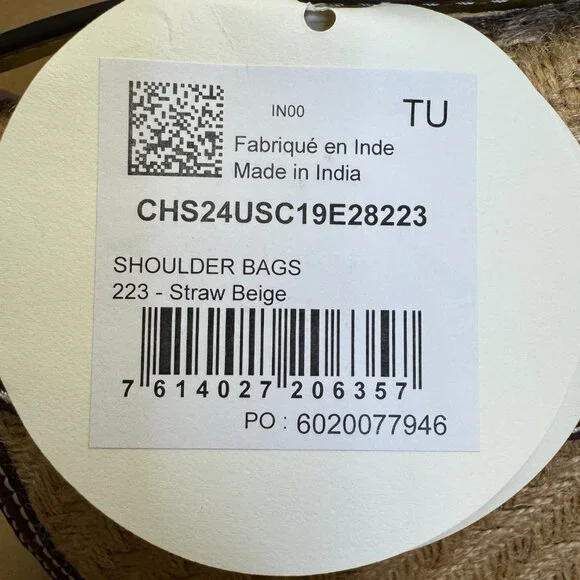 IN00
TU
Fabriqué en Inde
Made in India
CHS24USC19E28223
SHOULDER BAGS
223 - Straw Beige
7 614027 206357
PO : 6020077946